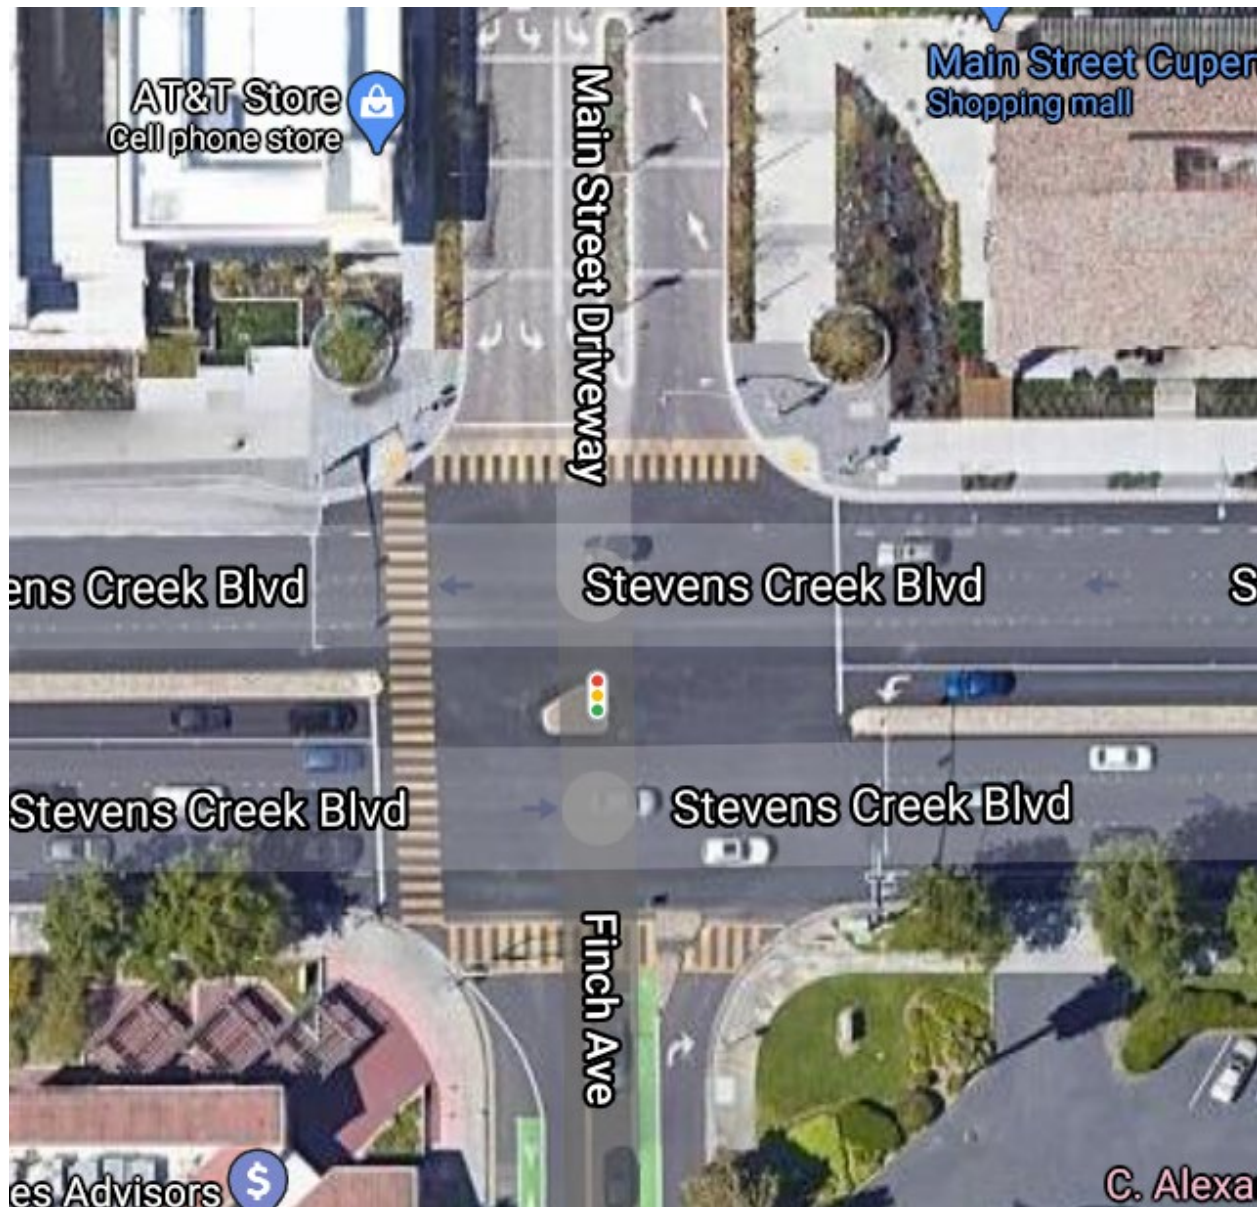 AT&T Store
Cell phone store
Main Street Cuper
Shopping mall
Main Street Driveway
ens Creek Blvd
Stevens Creek Blvd
S
Stevens Creek Blvd
Stevens Creek Blvd
Finch Ave
es Advisors
$
C. Alexa